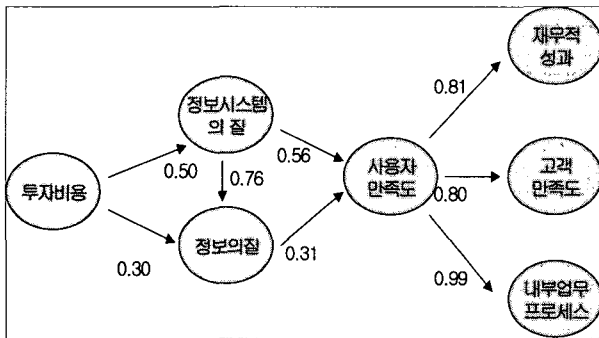 재무적
성과
0.81
정보시스템
의 질
0.56
0.50
0.76
사용자
만족도
고객
만족도
0.80
투자비용
정보의질
0.31
0.30
0.99
내부업무
프로세스